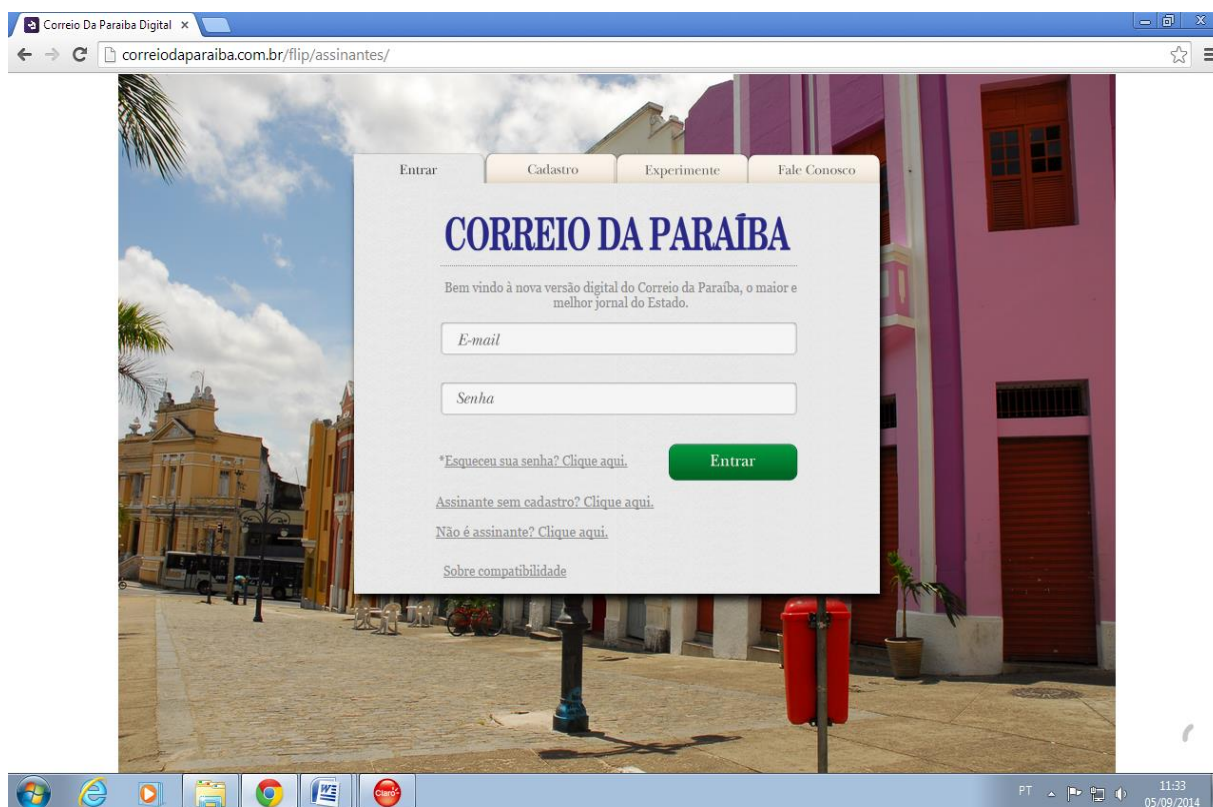 Correio Da Paraiba Digital
correiodaparaiba.com.br/flip/assinantes/
Entrar Cadastro Experimente Fale Conosco
CORREIO DA PARAÍBA
Bem vindo à nova versão digital do Correio da Paraíba, o maior e
melhor jornal do Estado.
E-mail
Senha
*Esqueceu sua senha? Clique aqui. Entrar
Assinante sem cadastro? Clique aqui.
Não é assinante? Clique aqui.
Sobre compatibilidade
Claro
PT 11:33
05/09/2014